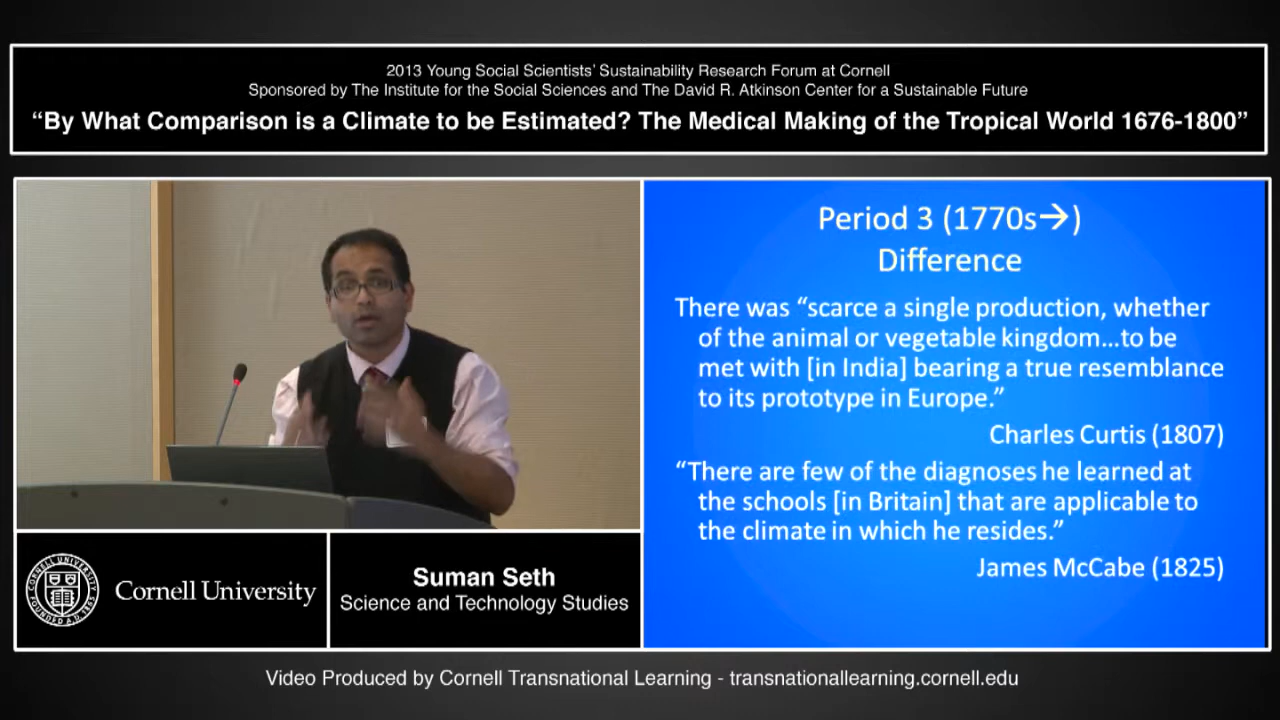 2013 Young Social Scientists' Sustainability Research Forum at Cornell
Sponsored by The Institute for the Social Sciences and The David R. Atkinson Center for a Sustainable Future
“By What Comparison is a Climate to be Estimated? The Medical Making of the Tropical World 1676-1800”
Period 3 (1770s→)
Difference
There was “scarce a single production, whether
of the animal or vegetable kingdom...to be
met with [in India] bearing a true resemblance
to its prototype in Europe.”
Charles Curtis (1807)
“There are few of the diagnoses he learned at
the schools [in Britain] that are applicable to
the climate in which he resides.”
James McCabe (1825)
CORNELL UNIVERSITY
FOUNDED A.D. 1865
Cornell University
Suman Seth
Science and Technology Studies
Video Produced by Cornell Transnational Learning - transnationallearning.cornell.edu